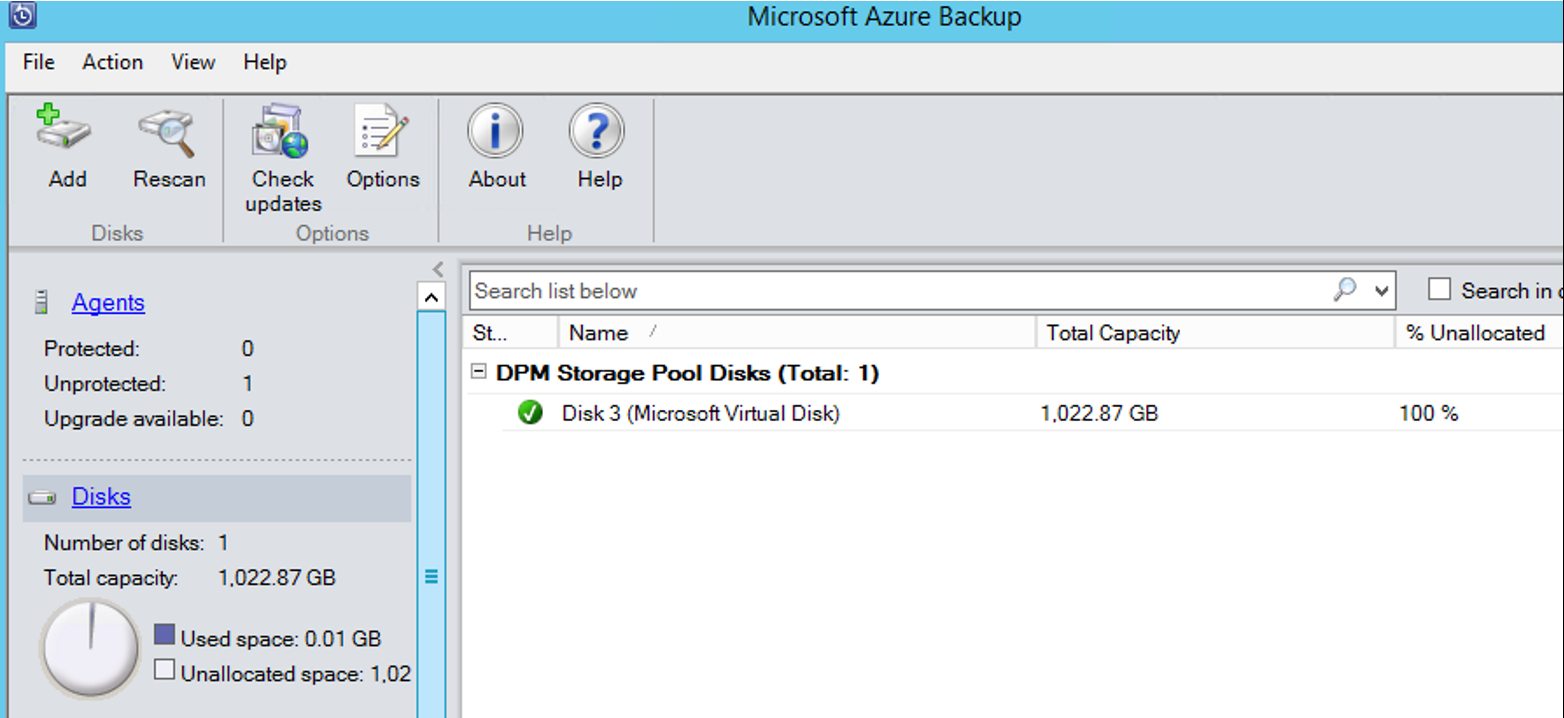 Microsoft Azure Backup
File Action View Help
Add Rescan Check updates Options About Help
Disks Options Help
Agents
Protected: 0
Unprotected: 1
Upgrade available: 0
Disks
Number of disks: 1
Total capacity: 1,022.87 GB
Used space: 0.01 GB
Unallocated space: 1,02
Search list below Search in
St... Name Total Capacity % Unallocated
DPM Storage Pool Disks (Total: 1)
Disk 3 (Microsoft Virtual Disk) 1,022.87 GB 100 %